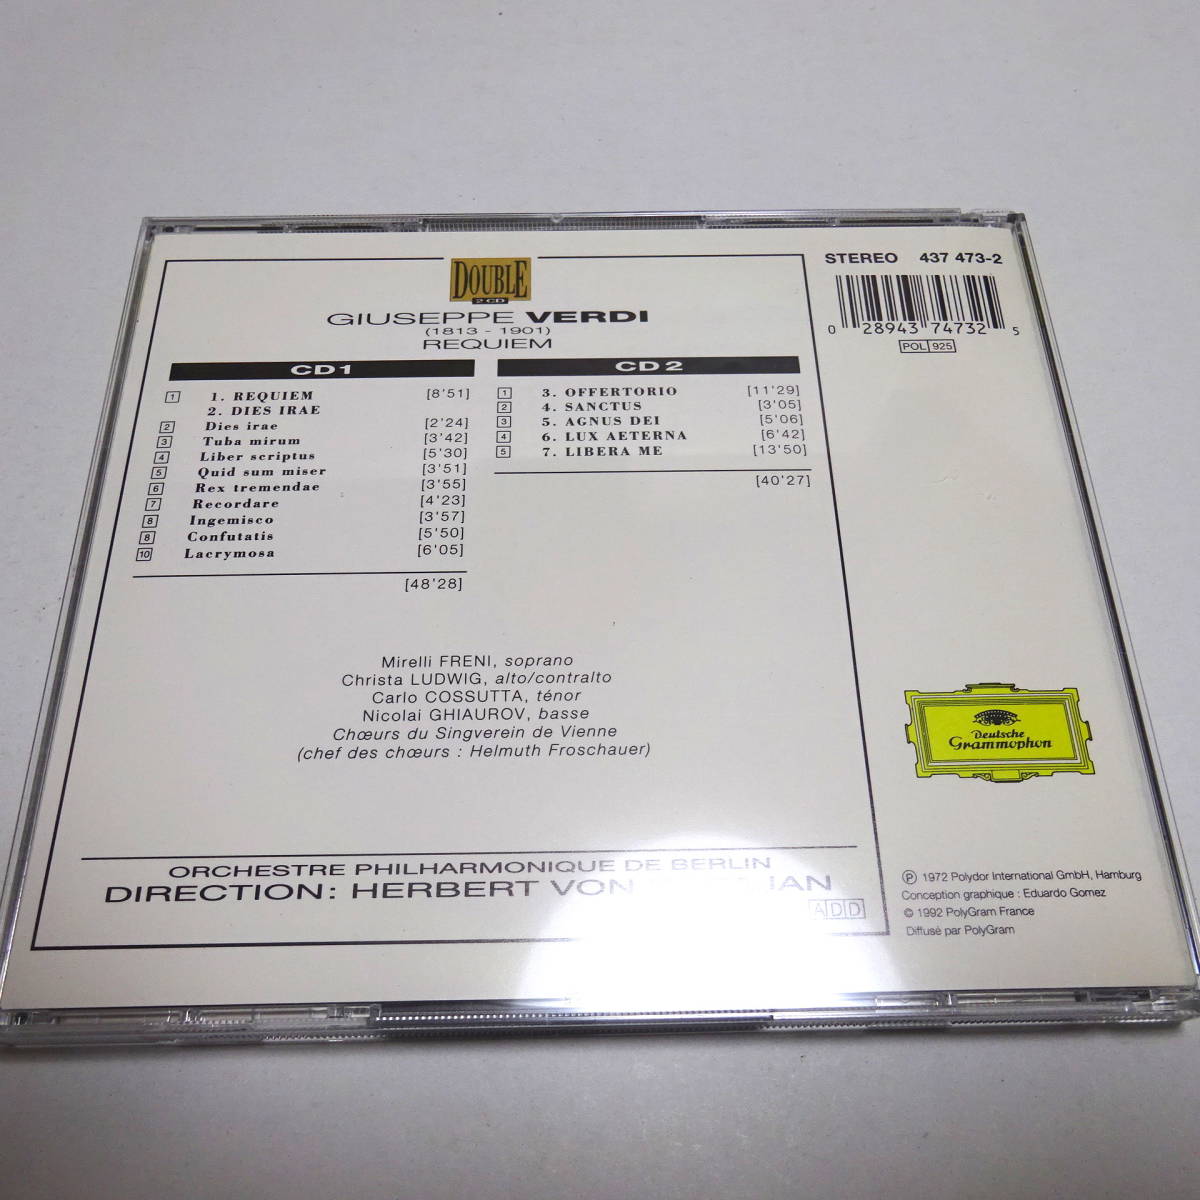 DOUBLE
2 CD
GIUSEPPE VERDI
(1813 - 1901)
REQUIEM
CD 1
1 1. REQUIEM [8'51]
2. DIES IRAE
2 Dies irae [2'24]
3 Tuba mirum [3'42]
4 Liber scriptus [5'30]
5 Quid sum miser [3'51]
6 Rex tremendae [3'55]
7 Recordare [4'23]
8 Ingemisco [3'57]
8 Confutatis [5'50]
10 Lacrymosa [6'05]
[48'28]
CD 2
1 3. OFFERTORIO [11'29]
2 4. SANCTUS [3'05]
3 5. AGNUS DEI [5'06]
4 6. LUX AETERNA [6'42]
5 7. LIBERA ME [13'50]
[40'27]
Mirelli FRENI, soprano
Christa LUDWIG, alto/contralto
Carlo COSSUTTA, ténor
Nicolai GHIAUROV, basse
Chœurs du Singverein de Vienne
(chef des chœurs : Helmuth Froschauer)
ORCHESTRE PHILHARMONIQUE DE BERLIN
DIRECTION: HERBERT VON
ADD
STEREO 437 473-2
0 28943 74732 5
POL 925
Deutsche
Grammophon
℗ 1972 Polydor International GmbH, Hamburg
Conception graphique : Eduardo Gomez
© 1992 PolyGram France
Diffusé par PolyGram